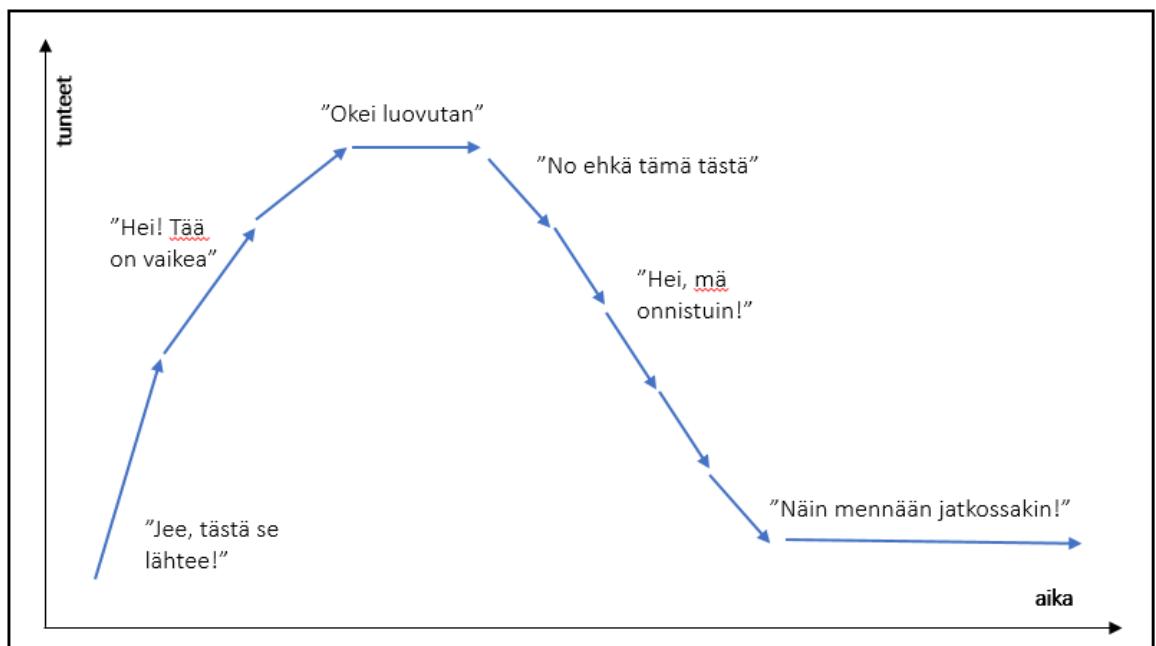 tunteet
”Okei luovutan”
”No ehkä tämä tästä”
”Hei! Tää
on vaikea”
”Hei, mä
onnistuin!”
”Näin mennään jatkossakin!”
”Jee, tästä se
lähtee!”
aika